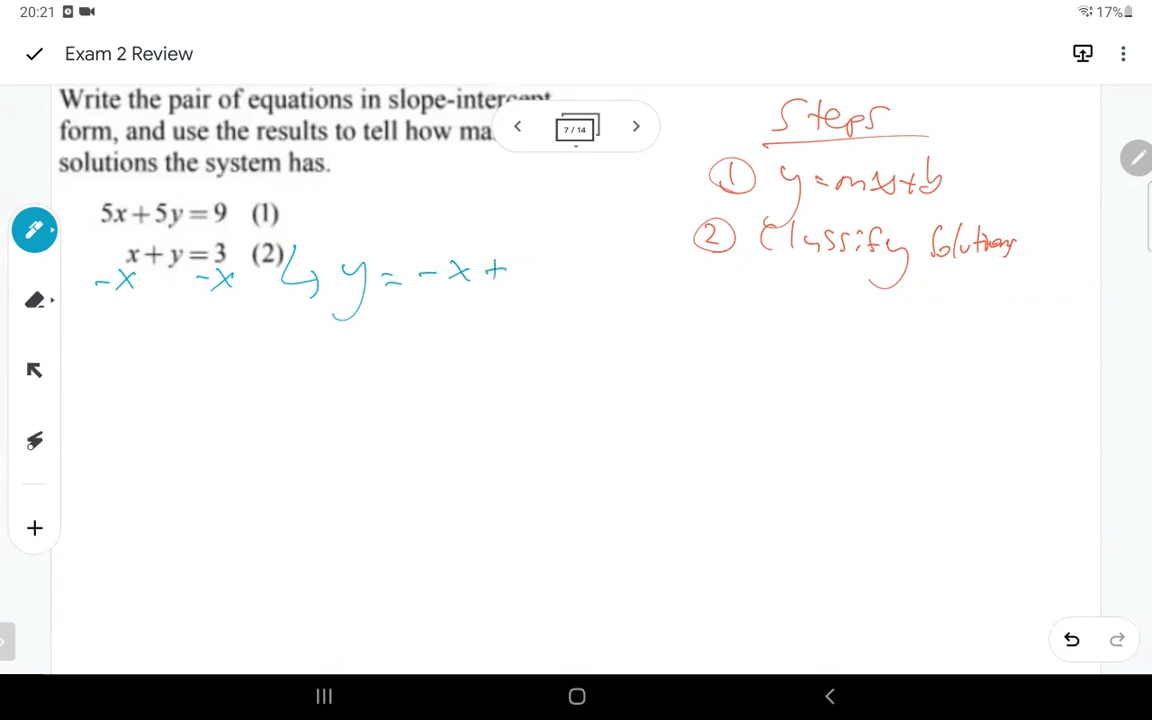 20:21
17%
Exam 2 Review
Write the pair of equations in slope-intercept
form, and use the results to tell how ma
solutions the system has.
7 / 14
5x + 5y = 9 (1)
x + y = 3 (2)
-x -x ↳ y = -x +
Steps
① y = mx + b
② Classify Solutions